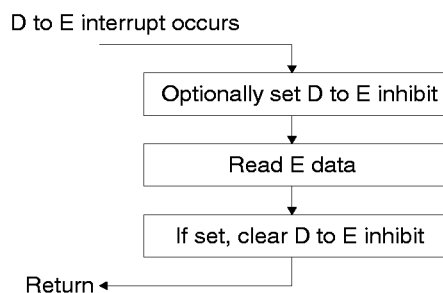 D to E interrupt occurs
Optionally set D to E inhibit
Read E data
If set, clear D to E inhibit
Return